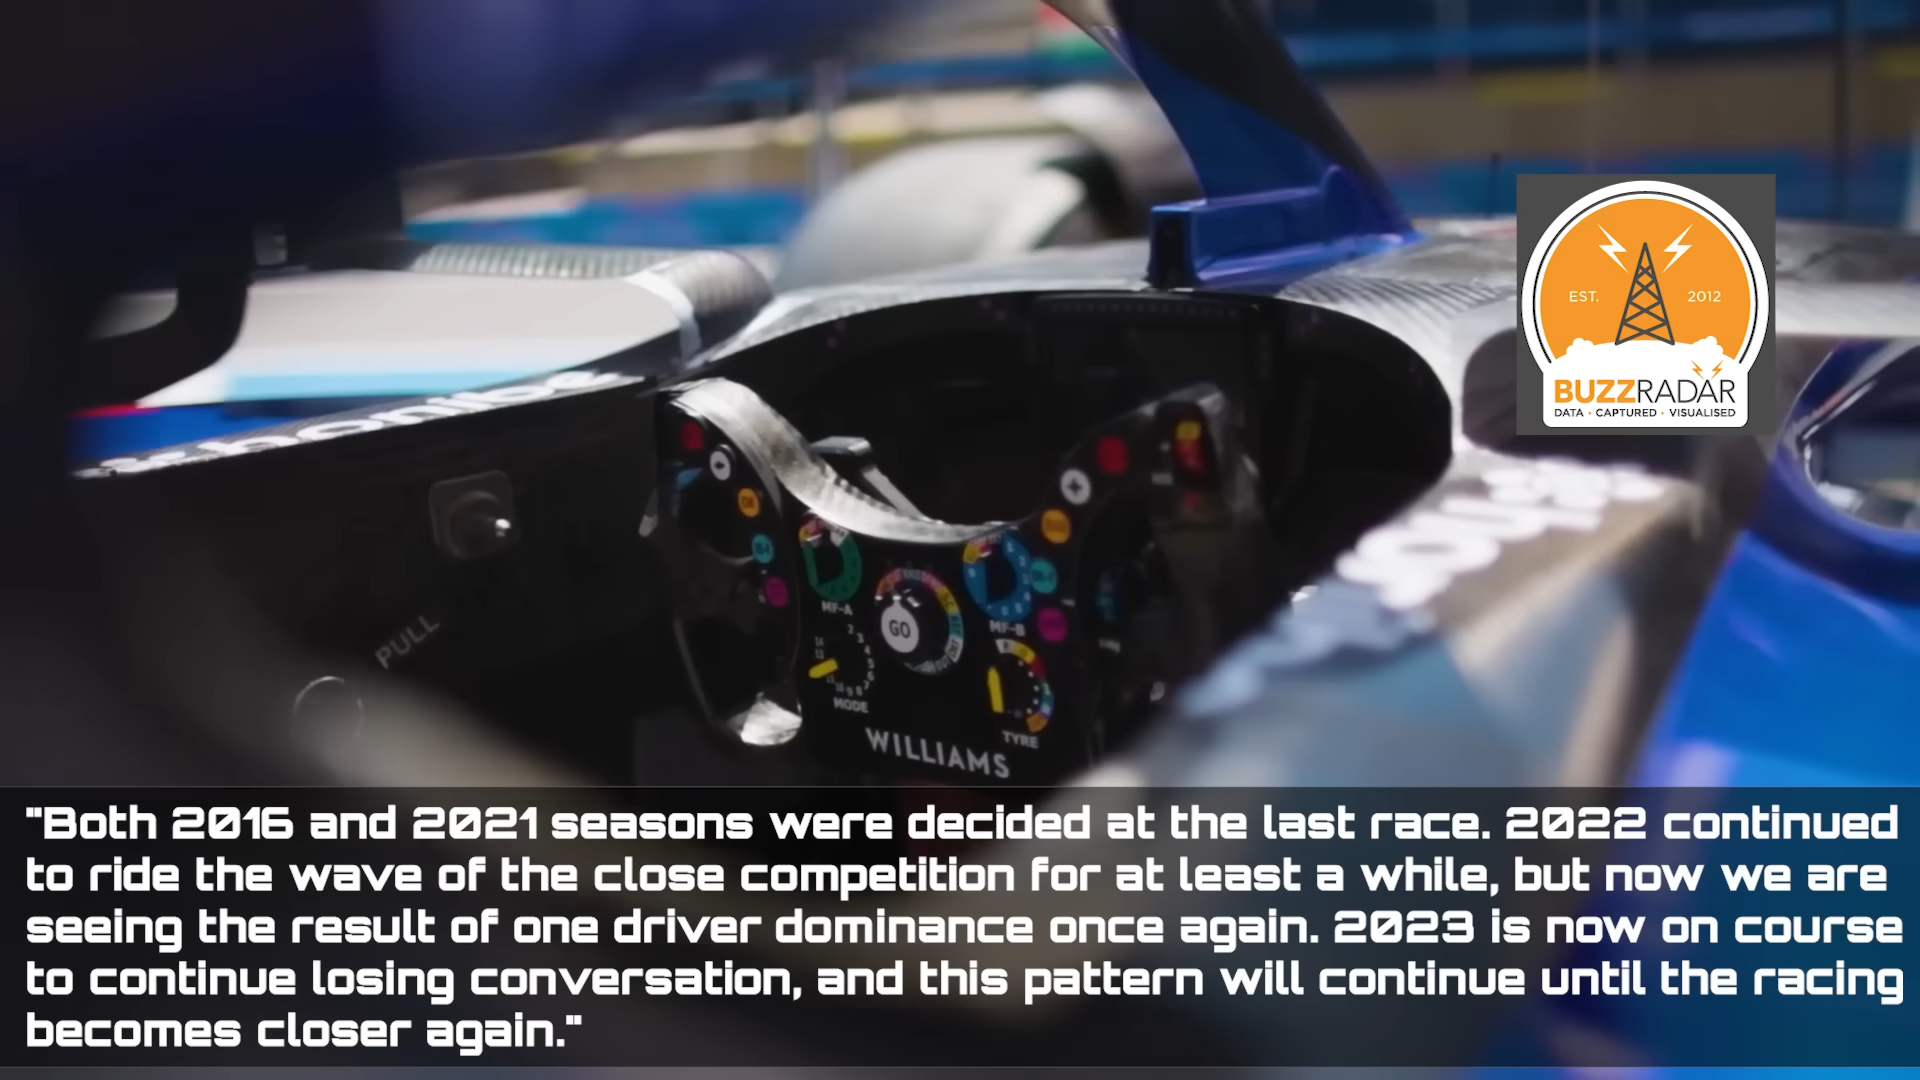 EST. 2012
BUZZRADAR
DATA • CAPTURED • VISUALISED
PULL
MF-A
GO
MF-B
MODE
TYRE
WILLIAMS
"Both 2016 and 2021 seasons were decided at the last race. 2022 continued
to ride the wave of the close competition for at least a while, but now we are
seeing the result of one driver dominance once again. 2023 is now on course
to continue losing conversation, and this pattern will continue until the racing
becomes closer again."